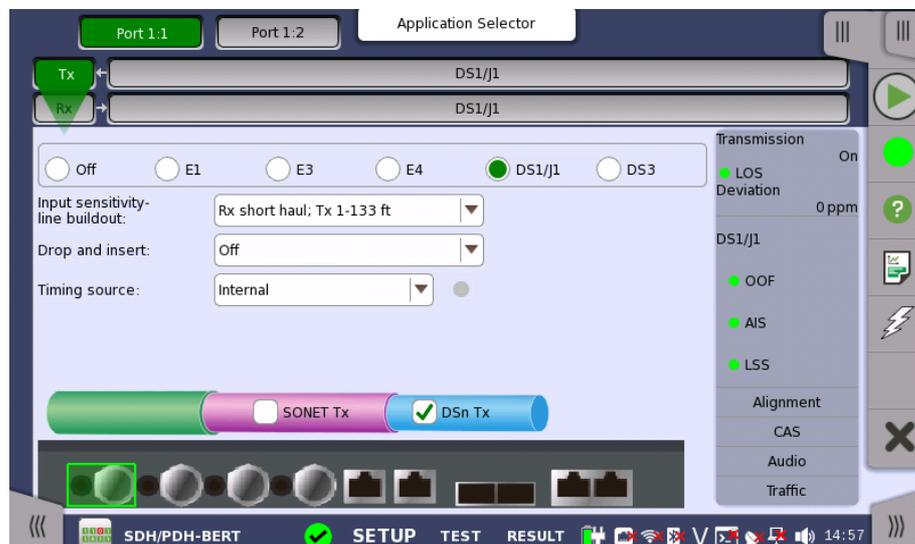 Application Selector
Port 1:1
Port 1:2
Tx
DS1/J1
Rx
DS1/J1
Off
E1
E3
E4
DS1/J1
DS3
Input sensitivity-
line buildout:
Rx short haul; Tx 1-133 ft
Drop and insert:
Off
Timing source:
Internal
SONET Tx
DSn Tx
Transmission
On
LOS
Deviation
0 ppm
DS1/J1
OOF
AIS
LSS
Alignment
CAS
Audio
Traffic
SDH/PDH-BERT
SETUP
TEST
RESULT
V
14:57